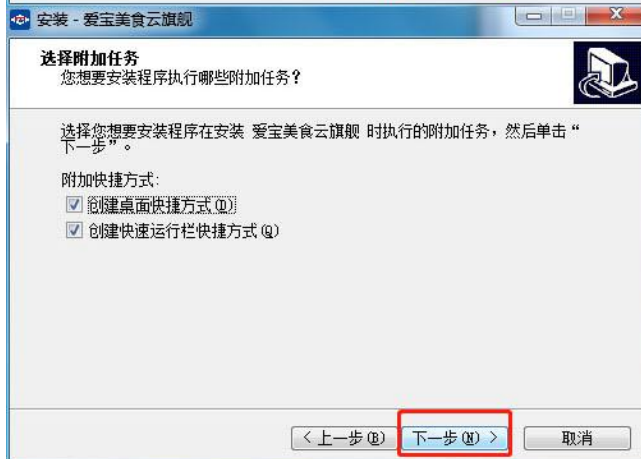 安装 - 爱宝美食云旗舰
选择附加任务
您想要安装程序执行哪些附加任务?
选择您想要安装程序在安装 爱宝美食云旗舰 时执行的附加任务，然后单击“
下一步”。
附加快捷方式:
创建桌面快捷方式(D)
创建快速运行栏快捷方式(Q)
< 上一步(B) 下一步(N) > 取消